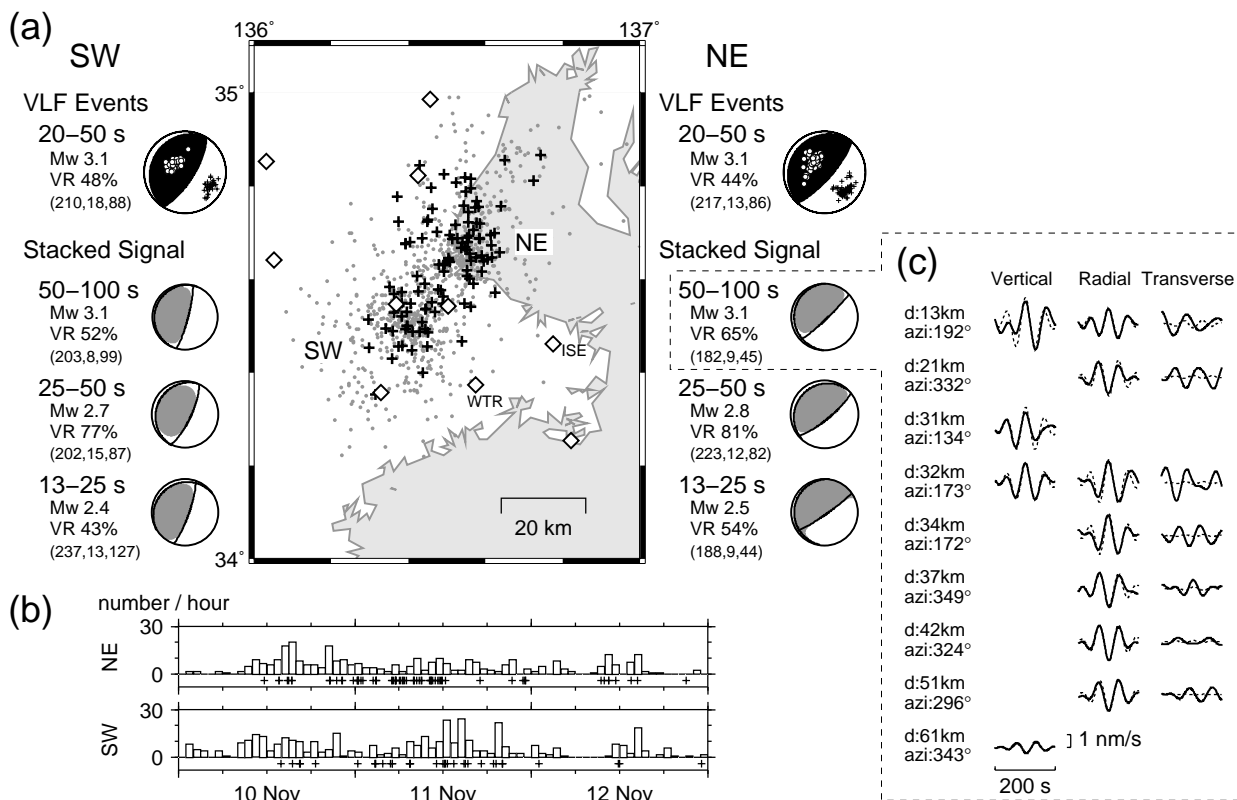 (a)
136°
137°
SW
NE
VLF Events
20–50 s
Mw 3.1
VR 48%
(210,18,88)
Stacked Signal
50–100 s
Mw 3.1
VR 52%
(203,8,99)
25–50 s
Mw 2.7
VR 77%
(202,15,87)
13–25 s
Mw 2.4
VR 43%
(237,13,127)
35°
34°
NE
SW
ISE
WTR
20 km
VLF Events
20–50 s
Mw 3.1
VR 44%
(217,13,86)
Stacked Signal
50–100 s
Mw 3.1
VR 65%
(182,9,45)
25–50 s
Mw 2.8
VR 81%
(223,12,82)
13–25 s
Mw 2.5
VR 54%
(188,9,44)
(b)
number / hour
30
NE
0
30
SW
0
10 Nov
11 Nov
12 Nov
(c)
Vertical Radial Transverse
d:13km
azi:192°
d:21km
azi:332°
d:31km
azi:134°
d:32km
azi:173°
d:34km
azi:172°
d:37km
azi:349°
d:42km
azi:324°
d:51km
azi:296°
d:61km
azi:343°
1 nm/s
200 s